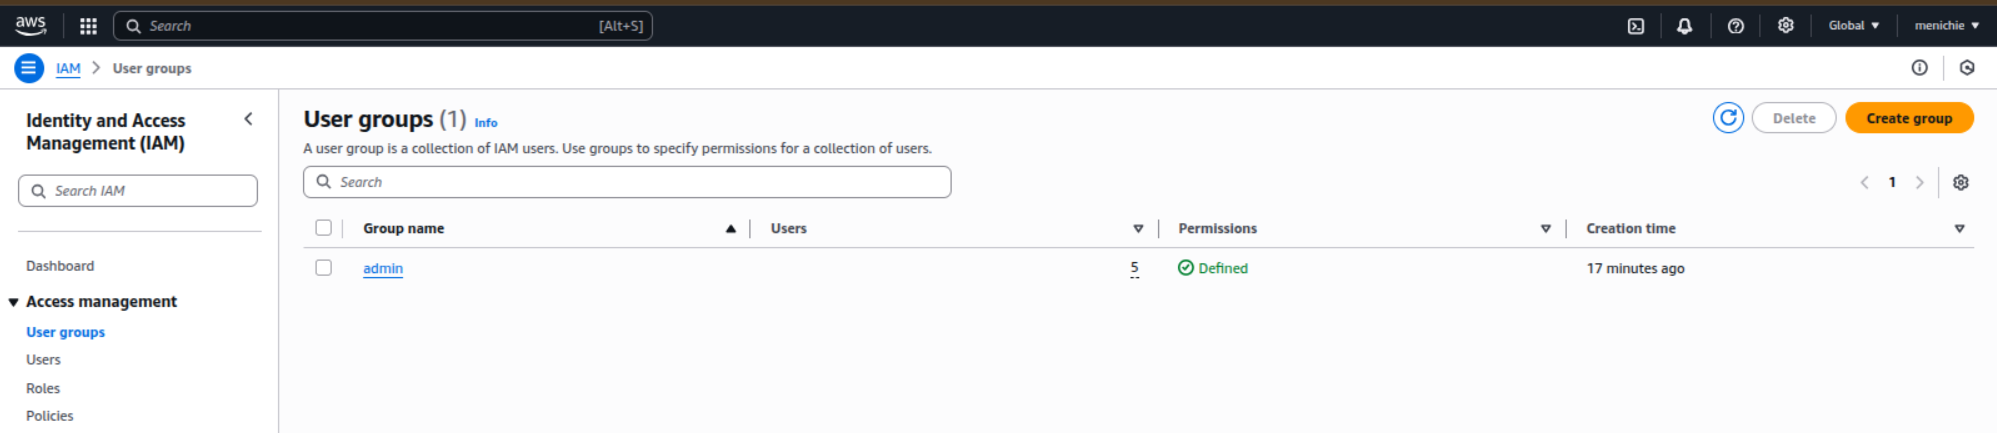 aws
Search [Alt+S] Global menichie
IAM User groups
Identity and Access
Management (IAM)
Search IAM
Dashboard
Access management
User groups
Users
Roles
Policies
User groups (1) Info
Delete
Create group
A user group is a collection of IAM users. Use groups to specify permissions for a collection of users.
Search
1
Group name Users Permissions Creation time
admin 5 Defined 17 minutes ago